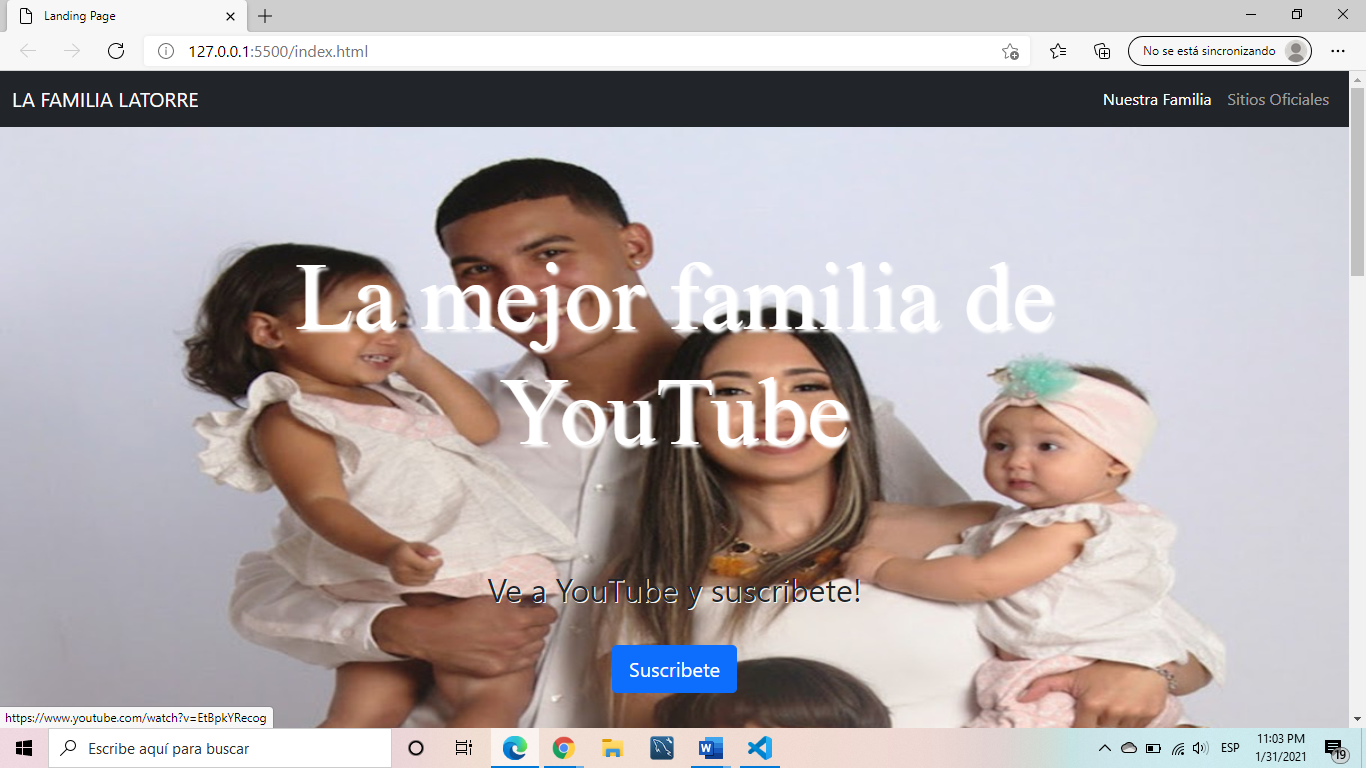 Landing Page
127.0.0.1:5500/index.html
No se está sincronizando
LA FAMILIA LATORRE
Nuestra Familia
Sitios Oficiales
La mejor familia de
YouTube
Ve a YouTube y suscribete!
Suscribete
https://www.youtube.com/watch?v=EtBpkYRecog
Escribe aquí para buscar
ESP
11:03 PM
1/31/2021
19